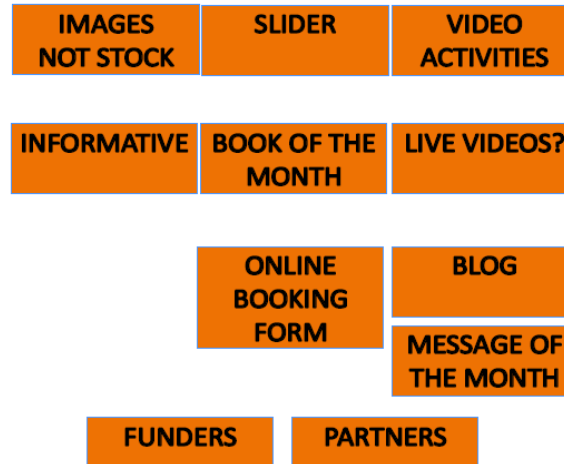 IMAGES
NOT STOCK
SLIDER
VIDEO
ACTIVITIES
INFORMATIVE
BOOK OF THE
MONTH
LIVE VIDEOS?
ONLINE
BOOKING
FORM
BLOG
MESSAGE OF
THE MONTH
FUNDERS
PARTNERS